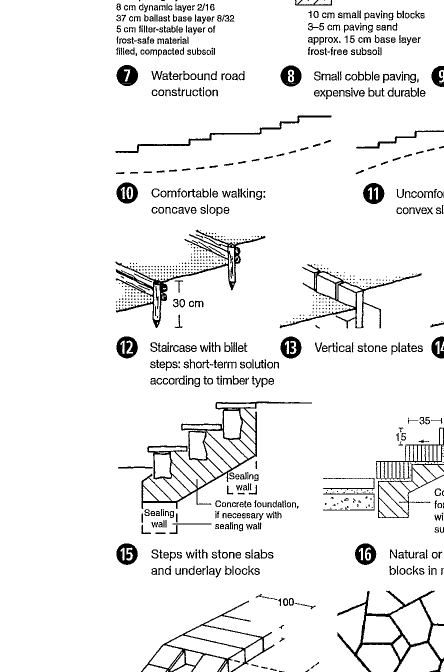 8 cm dynamic layer 2/16
37 cm ballast base layer 8/32
5 cm filter-stable layer of
frost-safe material
filled, compacted subsoil
10 cm small paving blocks
3–5 cm paving sand
approx. 15 cm base layer
frost-free subsoil
7 Waterbound road
construction
8 Small cobble paving,
expensive but durable
9
10 Comfortable walking:
concave slope
11
convex
30 cm
12 Staircase with billet
steps: short-term solution
according to timber type
13 Vertical stone plates
14
35
15
Sealing
wall
Sealing
wall
Concrete foundation,
if necessary with
sealing wall
15 Steps with stone slabs
and underlay blocks
16 Natural or
blocks in
100